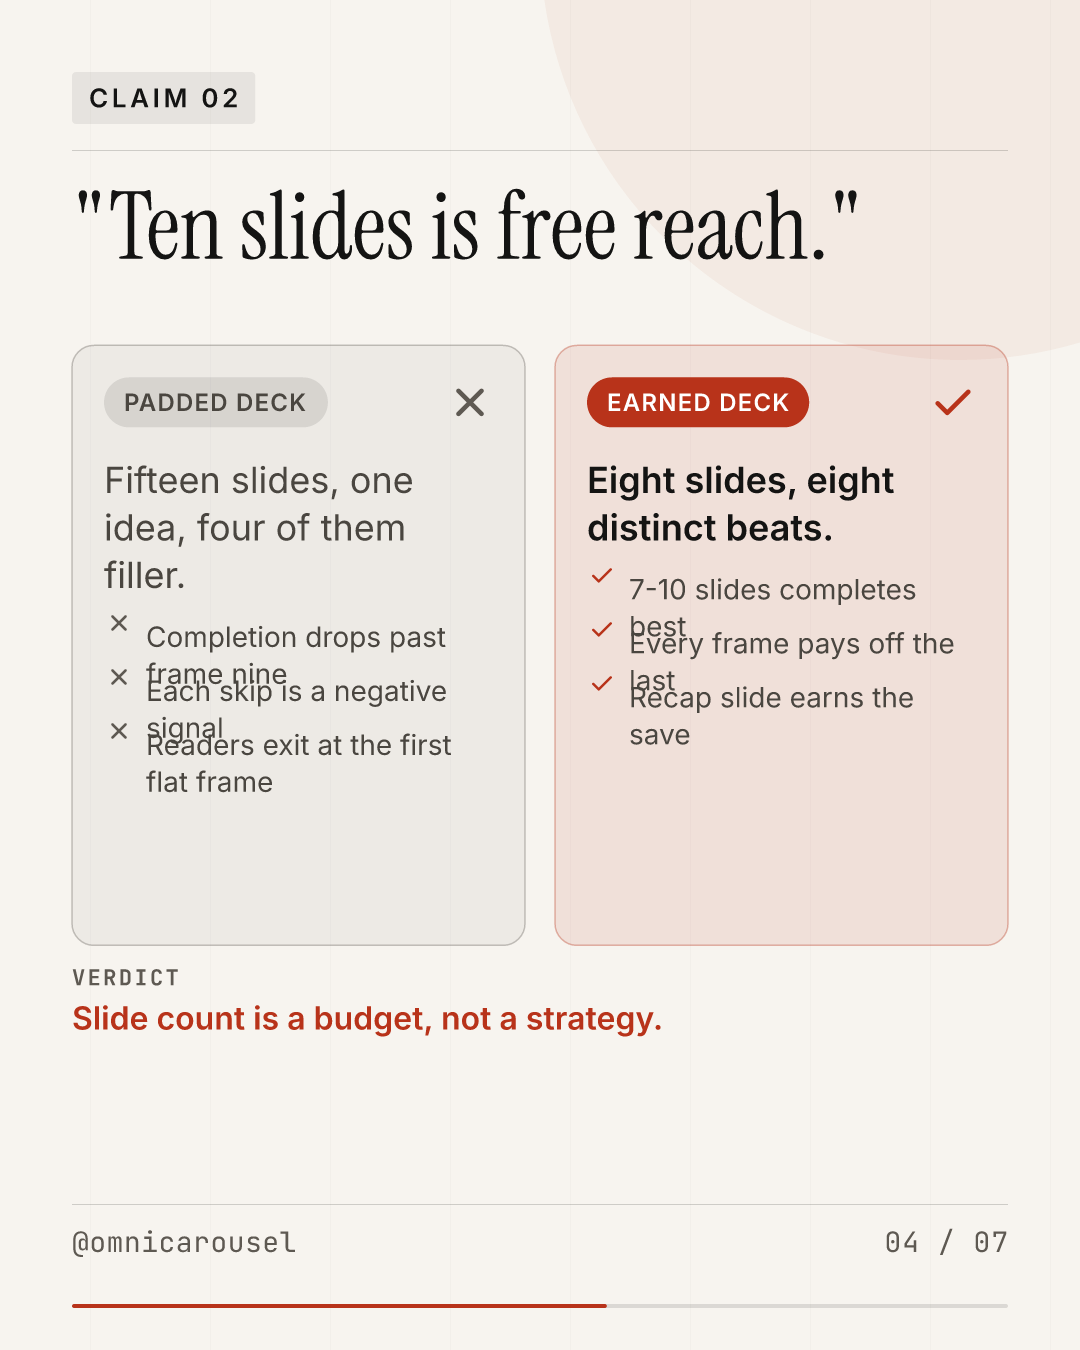 CLAIM 02
"Ten slides is free reach."
PADDED DECK
Fifteen slides, one
idea, four of them
filler.
Completion drops past
frame nine
Each skip is a negative
signal
Readers exit at the first
flat frame
EARNED DECK
Eight slides, eight
distinct beats.
7-10 slides completes
best
Every frame pays off the
last
Recap slide earns the
save
VERDICT
Slide count is a budget, not a strategy.
@omnicarousel
04 / 07